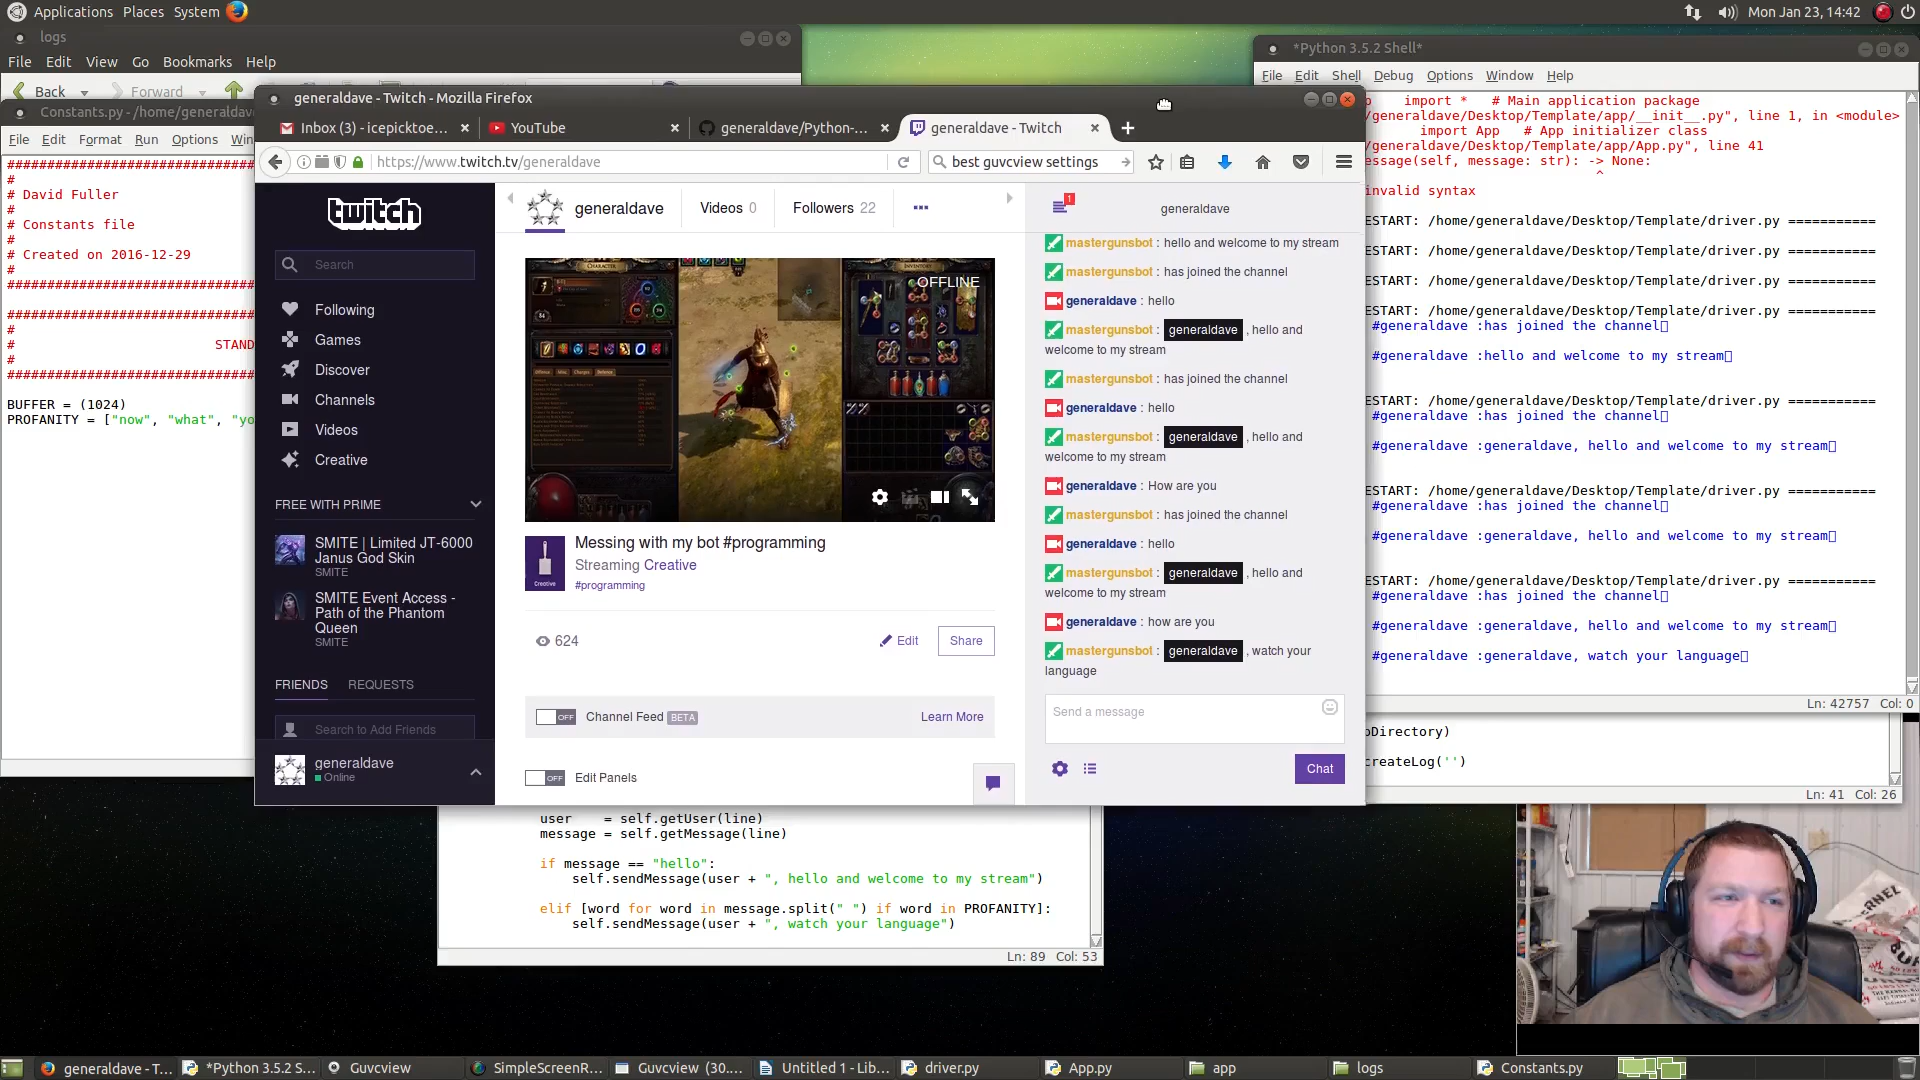 Applications Places System
Mon Jan 23, 14:42
logs
File Edit View Go Bookmarks Help
Back Forward
Constants.py - /home/generaldave
File Edit Format Run Options Win
#################################
#
# David Fuller
#
# Constants file
#
# Created on 2016-12-29
#
#################################
#################################
#
# STAND
#
#################################
BUFFER = (1024)
PROFANITY = ["now", "what", "yo
generaldave - Twitch - Mozilla Firefox
Inbox (3) - icepicktoe... × YouTube × generaldave/Python-... × generaldave - Twitch × +
https://www.twitch.tv/generaldave
best guvcview settings
twitch
Search
Following
Games
Discover
Channels
Videos
Creative
FREE WITH PRIME
SMITE | Limited JT-6000
Janus God Skin
SMITE
SMITE Event Access -
Path of the Phantom
Queen
SMITE
FRIENDS REQUESTS
Search to Add Friends
generaldave
Online
generaldave Videos 0 Followers 22 •••
CHARACTER
INVENTORY
OFFLINE
Creative
Messing with my bot #programming
Streaming Creative
#programming
624
Edit
Share
OFF Channel Feed BETA Learn More
OFF Edit Panels
1
generaldave
mastergunsbot : hello and welcome to my stream
mastergunsbot : has joined the channel
generaldave : hello
mastergunsbot : generaldave , hello and
welcome to my stream
mastergunsbot : has joined the channel
generaldave : hello
mastergunsbot : generaldave , hello and
welcome to my stream
generaldave : How are you
mastergunsbot : has joined the channel
generaldave : hello
mastergunsbot : generaldave , hello and
welcome to my stream
generaldave : how are you
mastergunsbot : generaldave , watch your
language
Send a message
Chat
*Python 3.5.2 Shell*
File Edit Shell Debug Options Window Help
import * # Main application package
/generaldave/Desktop/Template/app/__init__.py", line 1, in <module>
import App # App initializer class
/generaldave/Desktop/Template/app/App.py", line 41
message(self, message: str): -> None:
^
invalid syntax
ESTART: /home/generaldave/Desktop/Template/driver.py ===========
ESTART: /home/generaldave/Desktop/Template/driver.py ===========
ESTART: /home/generaldave/Desktop/Template/driver.py ===========
ESTART: /home/generaldave/Desktop/Template/driver.py ===========
#generaldave :has joined the channel
#generaldave :hello and welcome to my stream
ESTART: /home/generaldave/Desktop/Template/driver.py ===========
#generaldave :has joined the channel
#generaldave :generaldave, hello and welcome to my stream
ESTART: /home/generaldave/Desktop/Template/driver.py ===========
#generaldave :has joined the channel
#generaldave :generaldave, hello and welcome to my stream
ESTART: /home/generaldave/Desktop/Template/driver.py ===========
#generaldave :has joined the channel
#generaldave :generaldave, hello and welcome to my stream
#generaldave :generaldave, watch your language
Ln: 42757 Col: 0
oDirectory)
createLog('')
Ln: 41 Col: 26
user = self.getUser(line)
message = self.getMessage(line)
if message == "hello":
self.sendMessage(user + ", hello and welcome to my stream")
elif [word for word in message.split(" ") if word in PROFANITY]:
self.sendMessage(user + ", watch your language")
Ln: 89 Col: 53
generaldave - T... *Python 3.5.2 S... Guvcview SimpleScreenR... Guvcview (30.... Untitled 1 - Lib... driver.py App.py app logs Constants.py